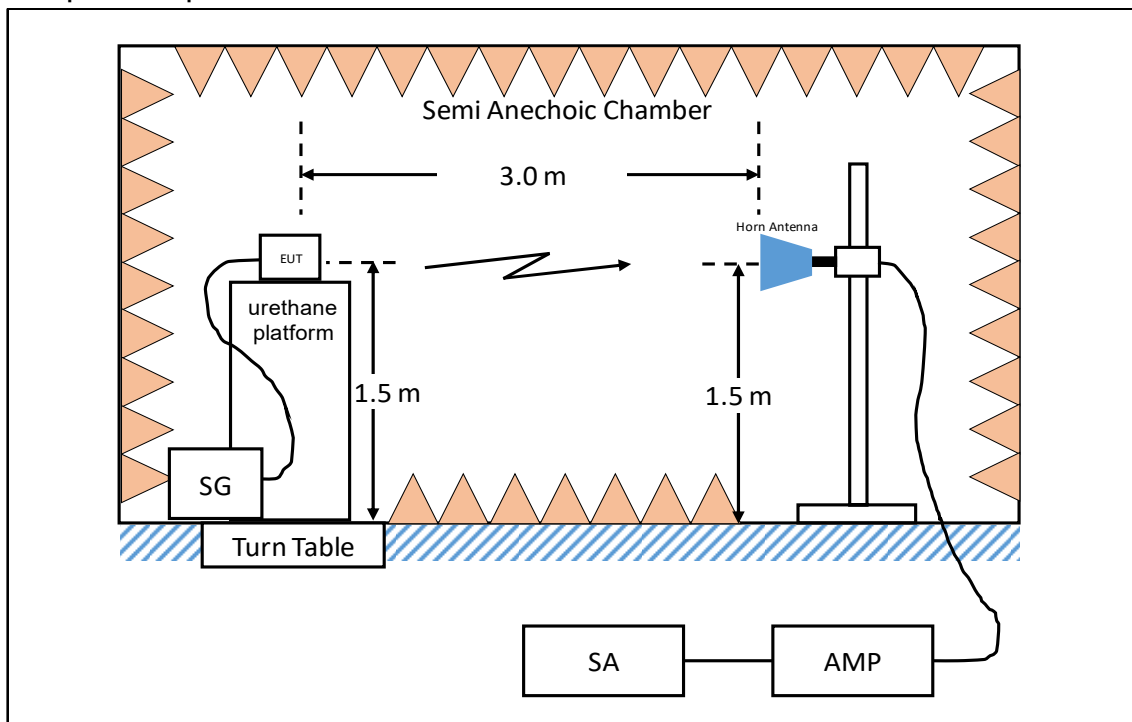 Semi Anechoic Chamber
3.0 m
Horn Antenna
EUT
urethane
platform
1.5 m
1.5 m
SG
Turn Table
SA
AMP